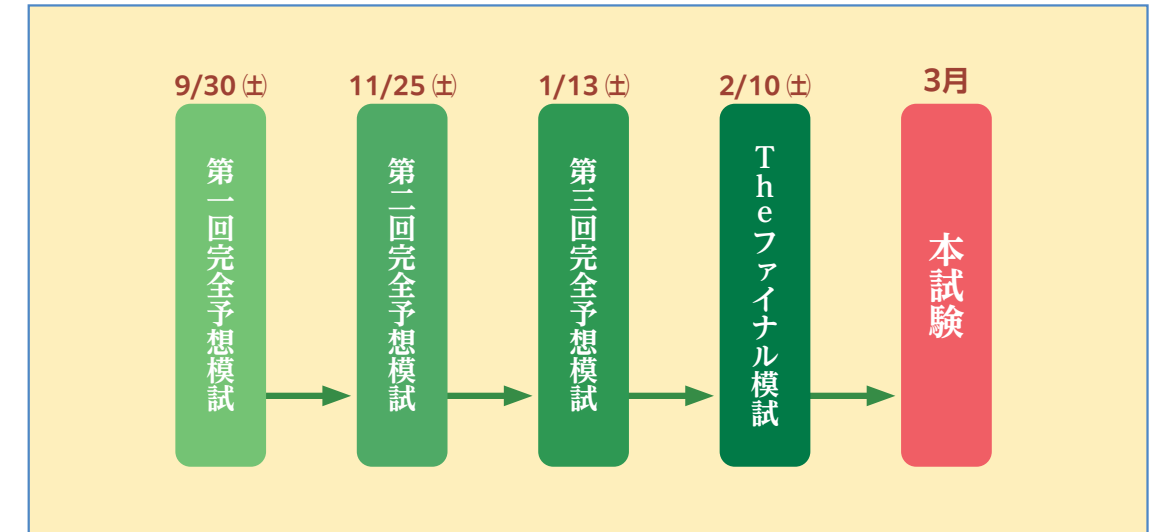 9/30㈯
11/25㈯
1/13㈯
2/10㈯
3月
第一回完全予想模試
第二回完全予想模試
第三回完全予想模試
Theファイナル模試
本試験